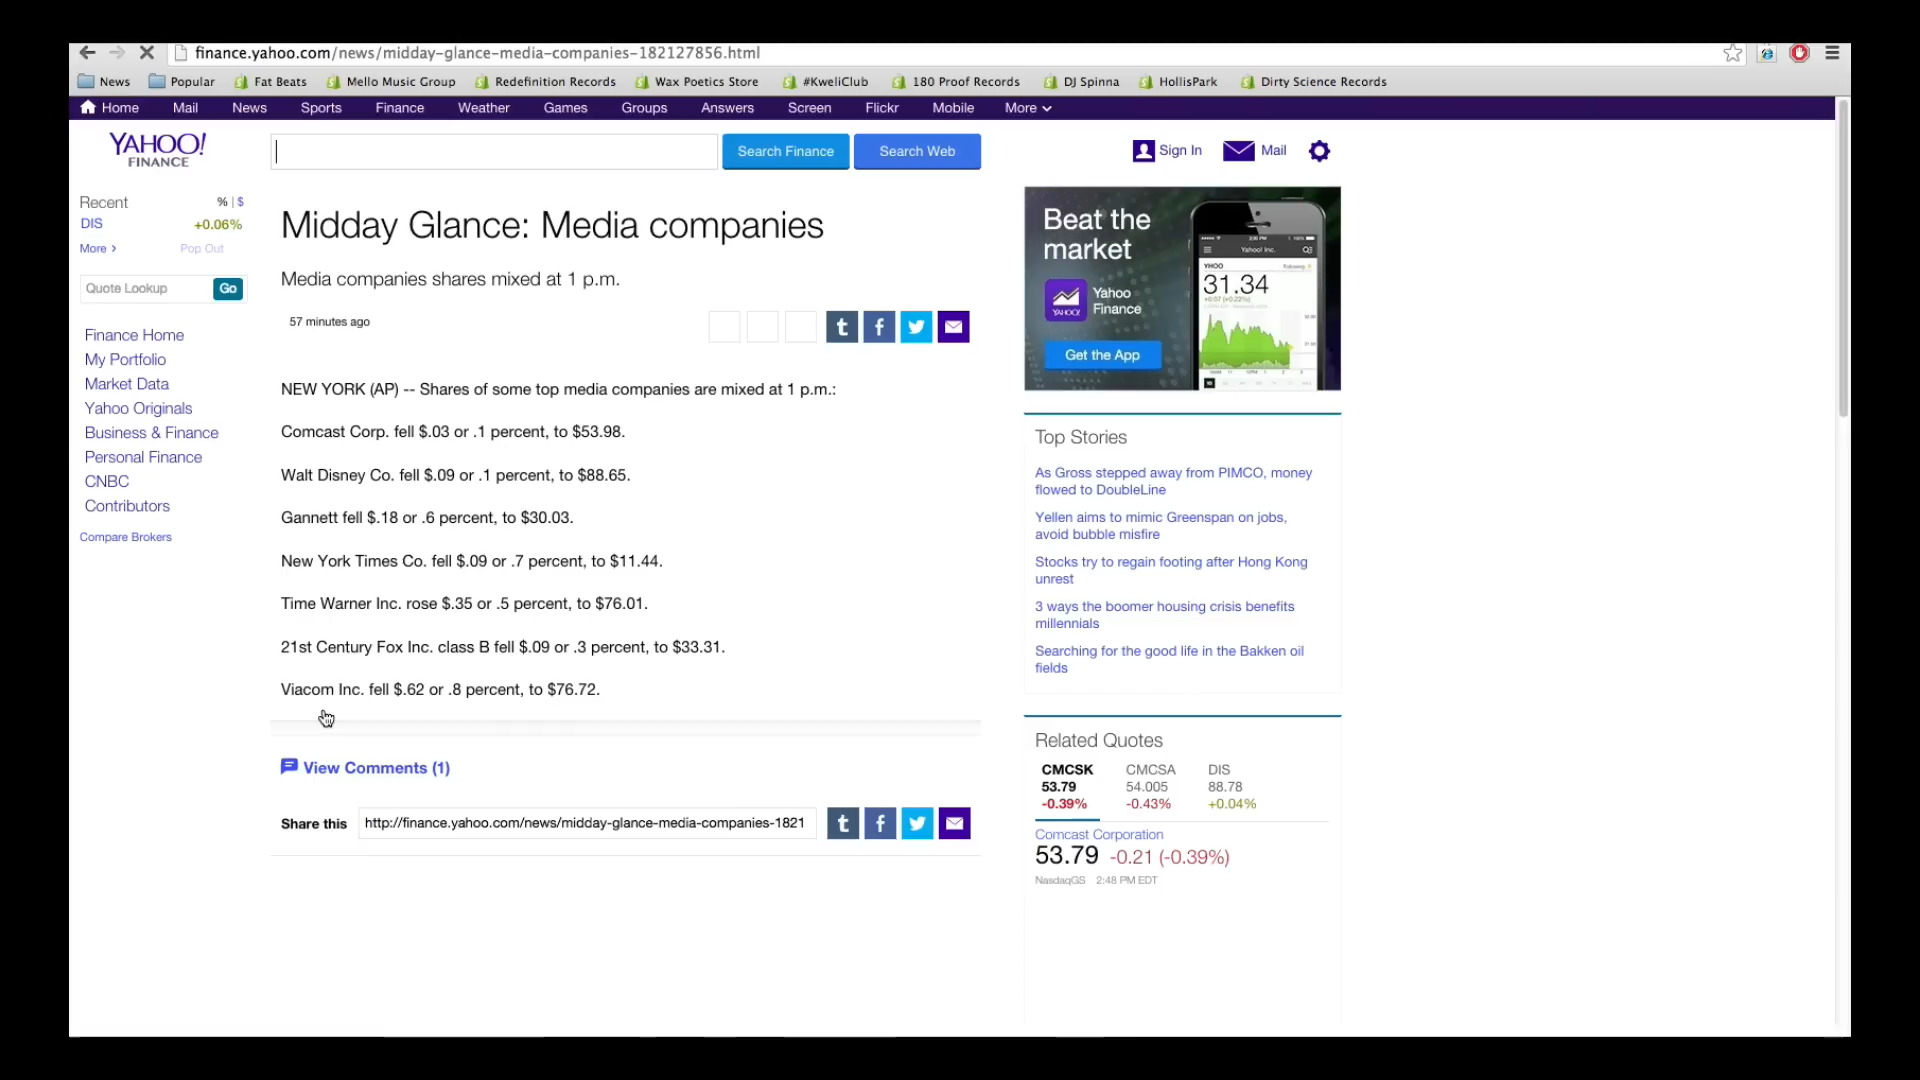 finance.yahoo.com/news/midday-glance-media-companies-182127856.html
News Popular Fat Beats Mello Music Group Redefinition Records Wax Poetics Store #KweliClub 180 Proof Records DJ Spinna HollisPark Dirty Science Records
Home Mail News Sports Finance Weather Games Groups Answers Screen Flickr Mobile More
YAHOO!
FINANCE
Search Finance Search Web
Sign In Mail
Recent % | $
DIS +0.06%
More > Pop Out
Quote Lookup Go
Finance Home
My Portfolio
Market Data
Yahoo Originals
Business & Finance
Personal Finance
CNBC
Contributors
Compare Brokers
Midday Glance: Media companies
Media companies shares mixed at 1 p.m.
57 minutes ago
NEW YORK (AP) -- Shares of some top media companies are mixed at 1 p.m.:
Comcast Corp. fell $.03 or .1 percent, to $53.98.
Walt Disney Co. fell $.09 or .1 percent, to $88.65.
Gannett fell $.18 or .6 percent, to $30.03.
New York Times Co. fell $.09 or .7 percent, to $11.44.
Time Warner Inc. rose $.35 or .5 percent, to $76.01.
21st Century Fox Inc. class B fell $.09 or .3 percent, to $33.31.
Viacom Inc. fell $.62 or .8 percent, to $76.72.
View Comments (1)
Share this http://finance.yahoo.com/news/midday-glance-media-companies-1821
Beat the
market
YAHOO!
Yahoo
Finance
Get the App
Yahoo! Inc.
YHOO
31.34
Top Stories
As Gross stepped away from PIMCO, money
flowed to DoubleLine
Yellen aims to mimic Greenspan on jobs,
avoid bubble misfire
Stocks try to regain footing after Hong Kong
unrest
3 ways the boomer housing crisis benefits
millennials
Searching for the good life in the Bakken oil
fields
Related Quotes
CMCSK CMCSA DIS
53.79 54.005 88.78
-0.39% -0.43% +0.04%
Comcast Corporation
53.79 -0.21 (-0.39%)
NasdaqGS 2:48 PM EDT